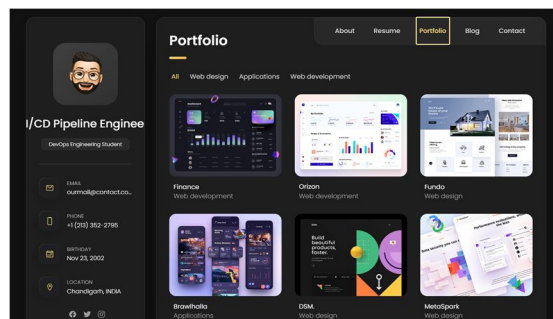 I/CD Pipeline Enginee
DevOps Engineering Student
EMAIL
ourmail@contact.co...
PHONE
+1 (213) 352-2795
BIRTHDAY
Nov 23, 2002
LOCATION
Chandigarh, INDIA
About
Resume
Portfolio
Blog
Contact
Portfolio
All
Web design
Applications
Web development
Finance
Web development
Orizon
Web development
Fundo
Web design
Build
beautiful
products,
faster.
Brawlhalla
Applications
DSM.
Web design
MetaSpark
Web design